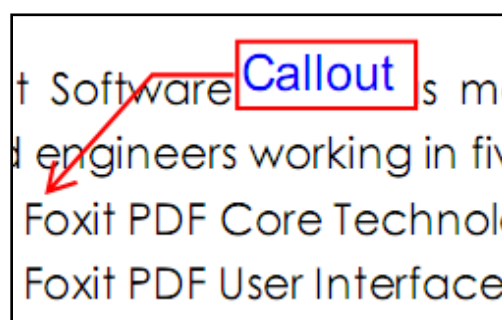 t Software Callout s m
d engineers working in fiv
Foxit PDF Core Technol
Foxit PDF User Interface